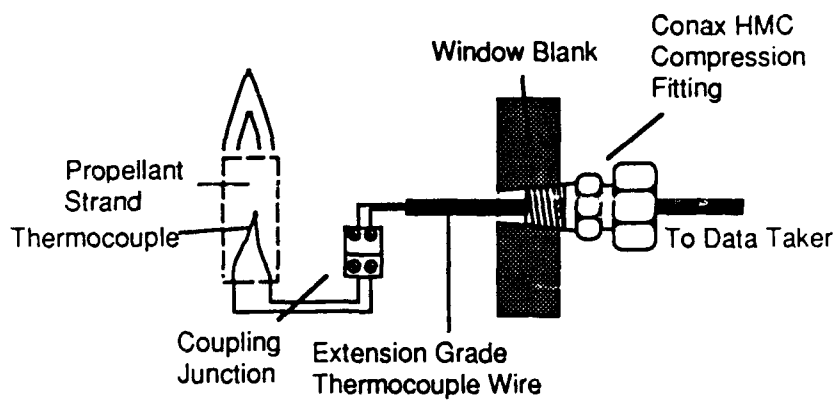 Conax HMC
Compression
Fitting
Window Blank
Propellant
Strand
Thermocouple
To Data Taker
Coupling
Junction
Extension Grade
Thermocouple Wire